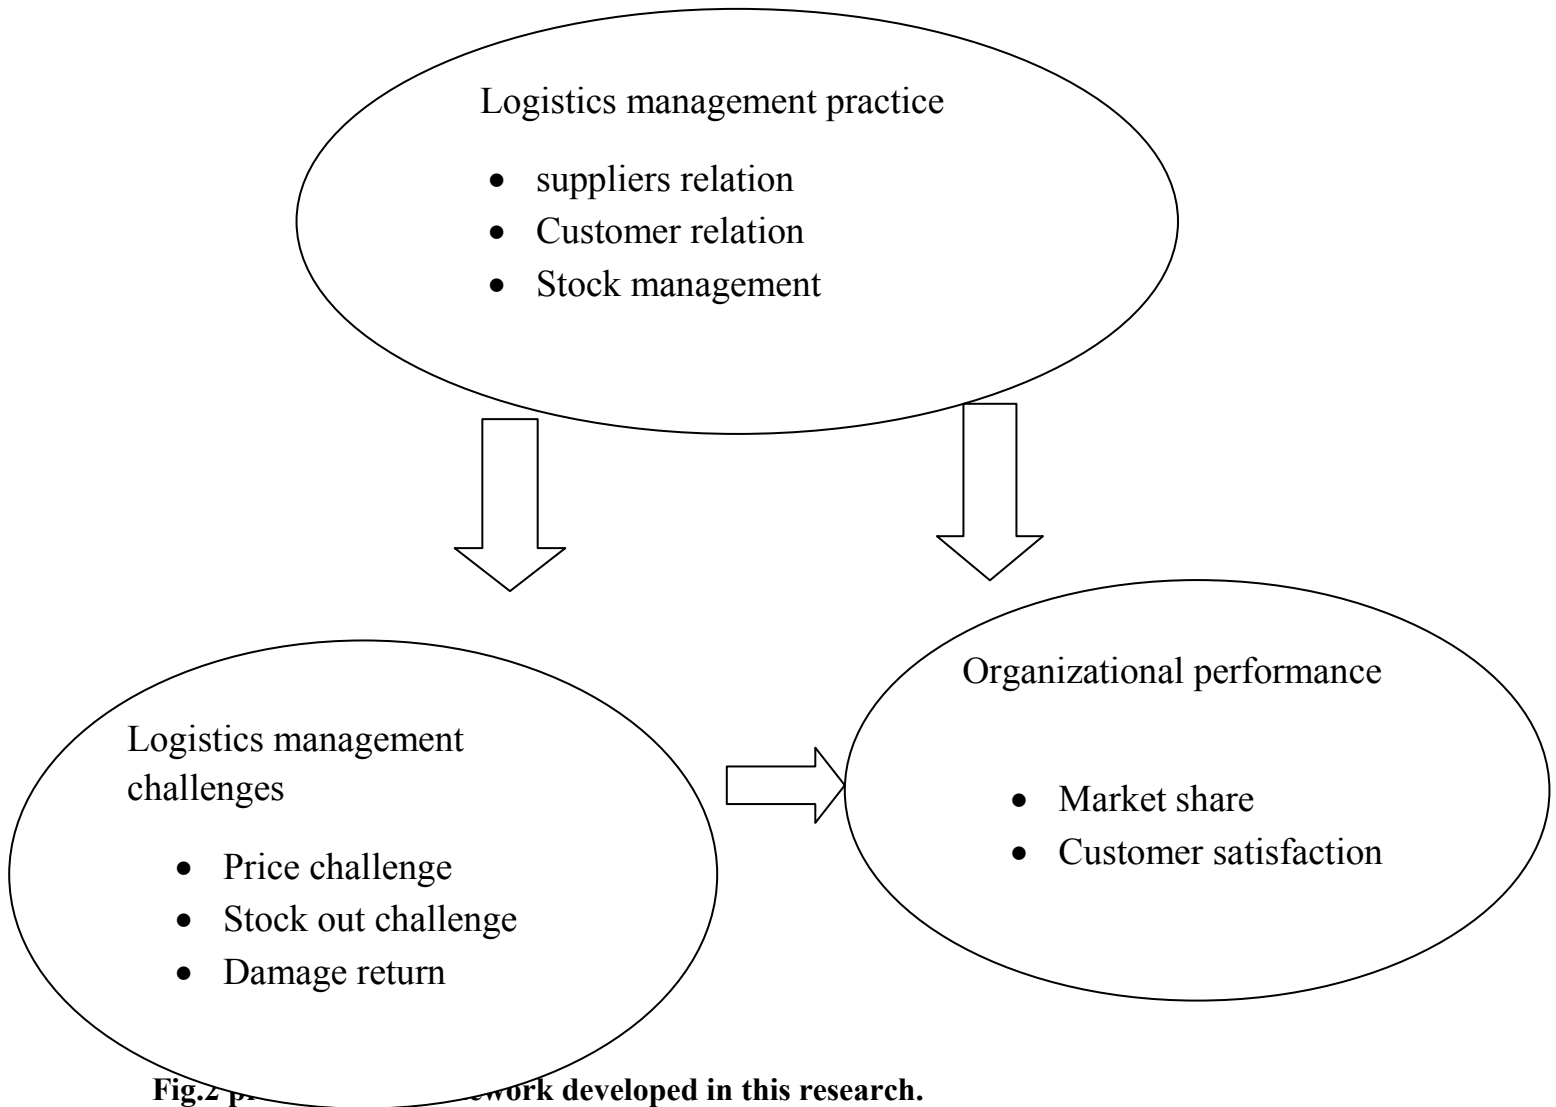 Logistics management practice
• suppliers relation
• Customer relation
• Stock management
Organizational performance
• Market share
• Customer satisfaction
Logistics management
challenges
• Price challenge
• Stock out challenge
• Damage return
Fig.2 developed in this research.